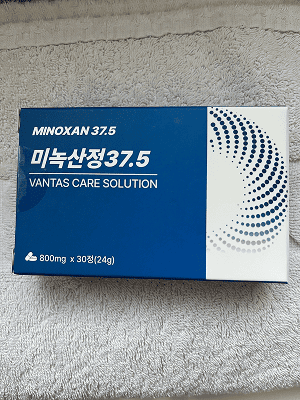 MINOXAN 37.5
미녹산정37.5
VANTAS CARE SOLUTION
800mg x 30정(24g)